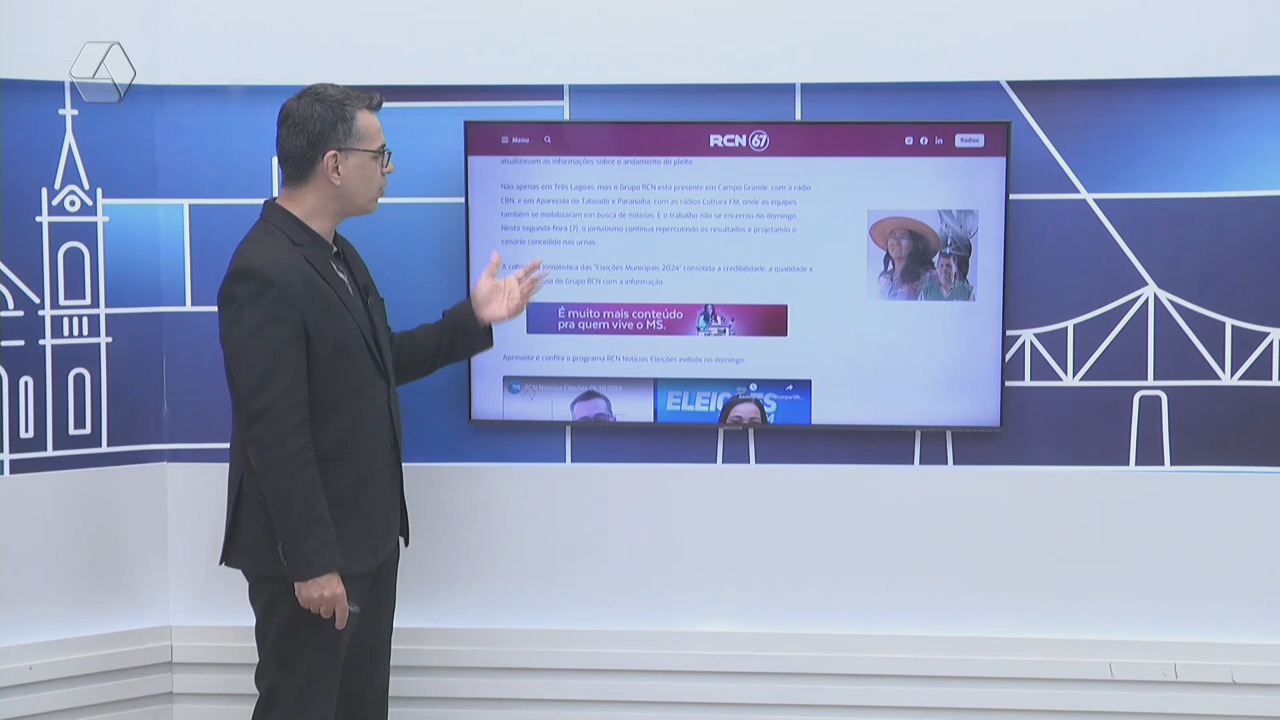 Menu
RCN 67
Rádios
atualizavam as informações sobre o andamento do pleito.
Não apenas em Três Lagoas, mas o Grupo RCN está presente em Campo Grande, com a rádio
CBN, e em Aparecida do Taboado e Paranaíba, com as rádios Cultura FM, onde as equipes
também se mobilizaram em busca de notícias. E o trabalho não se encerrou no domingo.
Nesta segunda-feira (7), o jornalismo continua repercutindo os resultados e projetando o
cenário concedido nas urnas.
A jornalística das "Eleições Municipais 2024" consolida a credibilidade, a qualidade e
do Grupo RCN com a informação.
É muito mais conteúdo
pra quem vive o MS.
Aproveite e confira o programa RCN Notícias Eleições exibido no domingo:
RCN Notícias Eleições
ELEIÇÕES